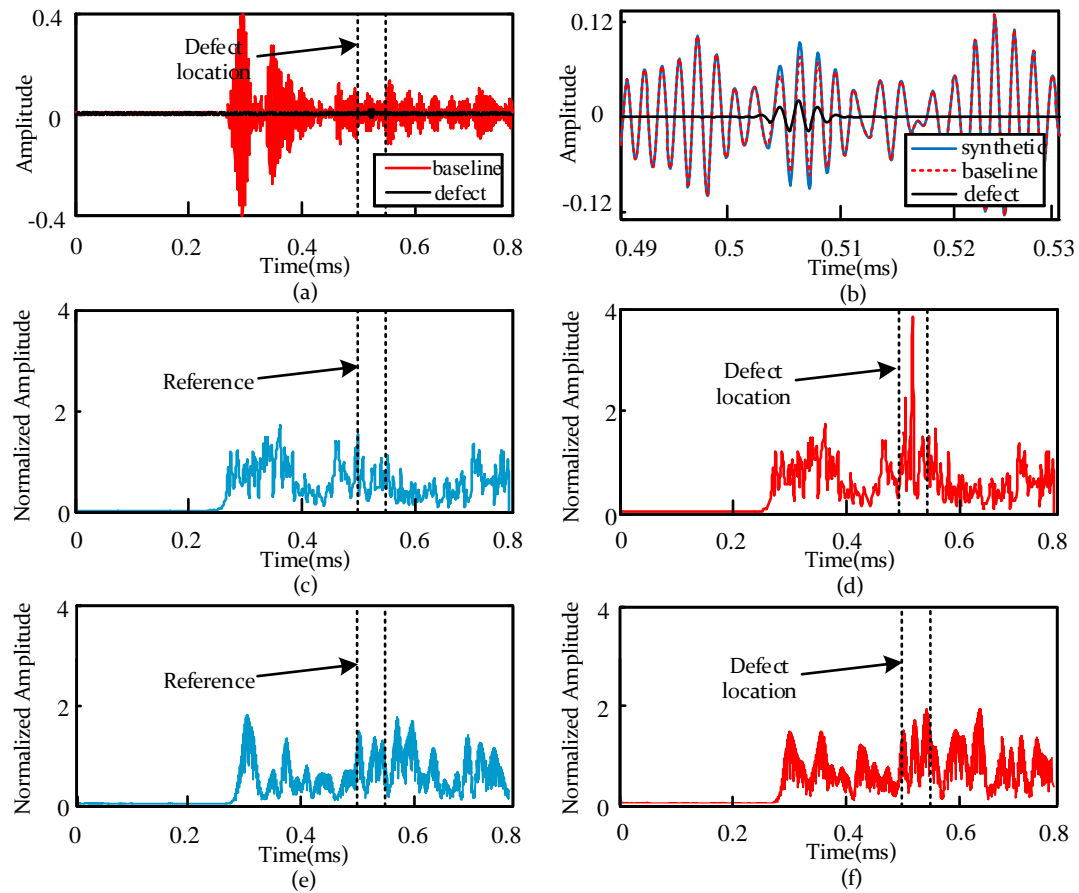 0.4
0
-0.4
Amplitude
Defect
location
baseline
defect
0 0.2 0.4 0.6 0.8
Time(ms)
(a)
0.12
0
-0.12
Amplitude
synthetic
baseline
defect
0.49 0.5 0.51 0.52 0.53
Time(ms)
(b)
4
2
0
Normalized Amplitude
Reference
0 0.2 0.4 0.6 0.8
Time(ms)
(c)
4
2
0
Normalized Amplitude
Defect
location
0 0.2 0.4 0.6 0.8
Time(ms)
(d)
4
2
0
Normalized Amplitude
Reference
0 0.2 0.4 0.6 0.8
Time(ms)
(e)
4
2
0
Normalized Amplitude
Defect
location
0 0.2 0.4 0.6 0.8
Time(ms)
(f)